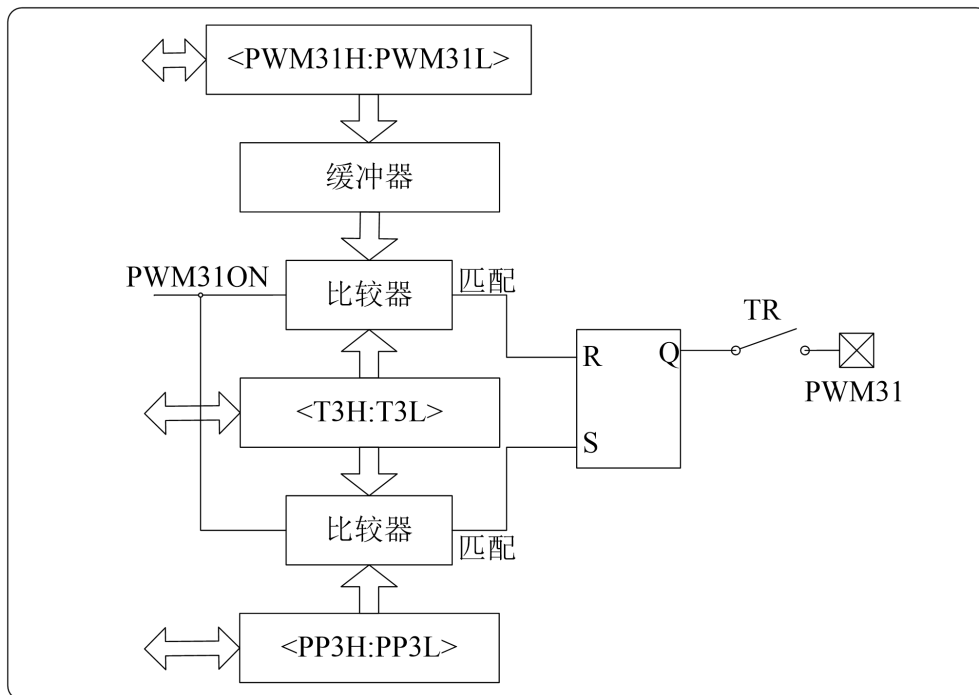 <PWM31H:PWM31L>
缓冲器
PWM31ON
比较器
匹配
TR
R
Q
PWM31
<T3H:T3L>
S
比较器
匹配
<PP3H:PP3L>